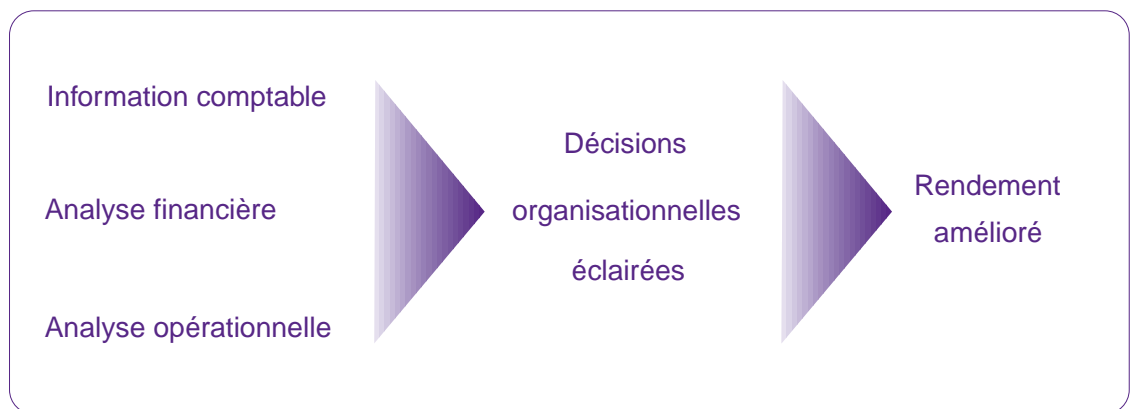 Information comptable
Analyse financière
Analyse opérationnelle
Décisions
organisationnelles
éclairées
Rendement
amélioré